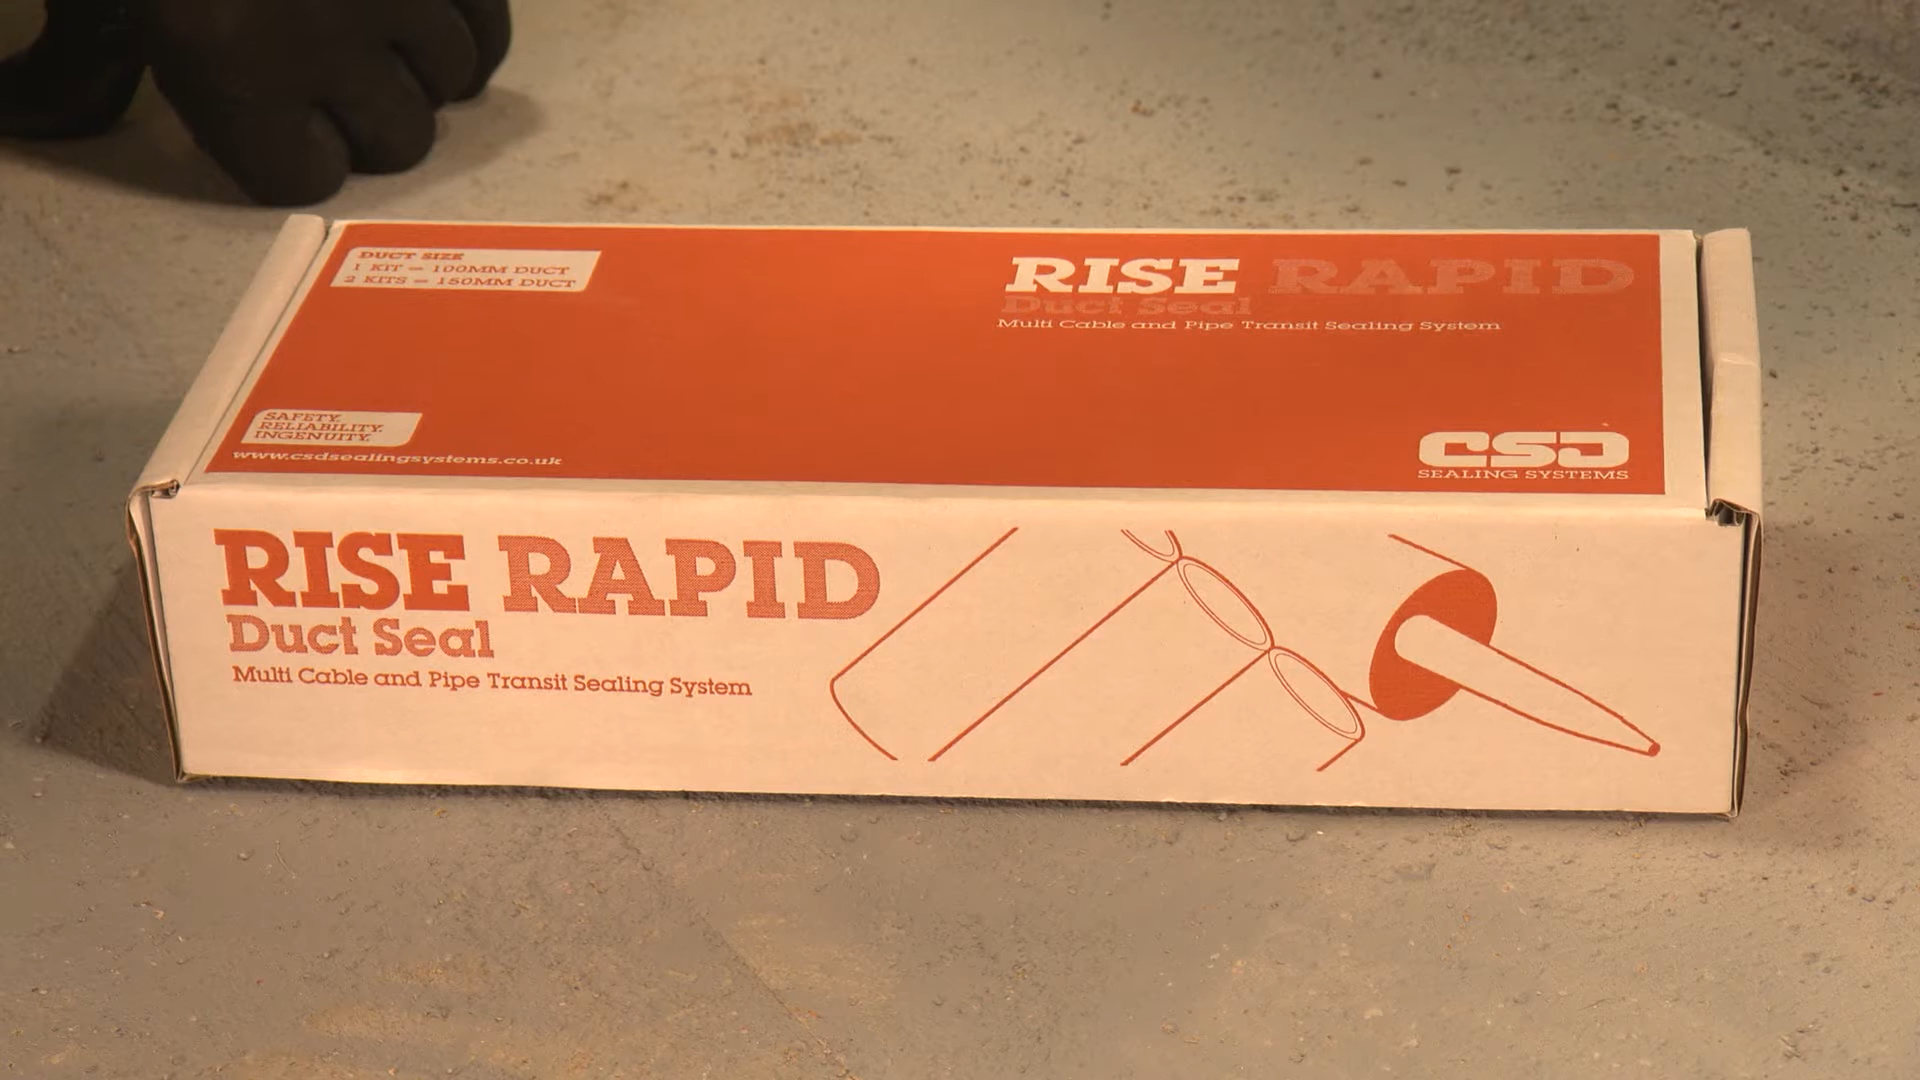 DUCT SIZE
1 KIT = 100MM DUCT
2 KITS = 150MM DUCT
RISE RAPID
Duct Seal
Multi Cable and Pipe Transit Sealing System
SAFETY.
RELIABILITY.
INGENUITY.
www.csdsealingsystems.co.uk
CSD
SEALING SYSTEMS
RISE RAPID
Duct Seal
Multi Cable and Pipe Transit Sealing System